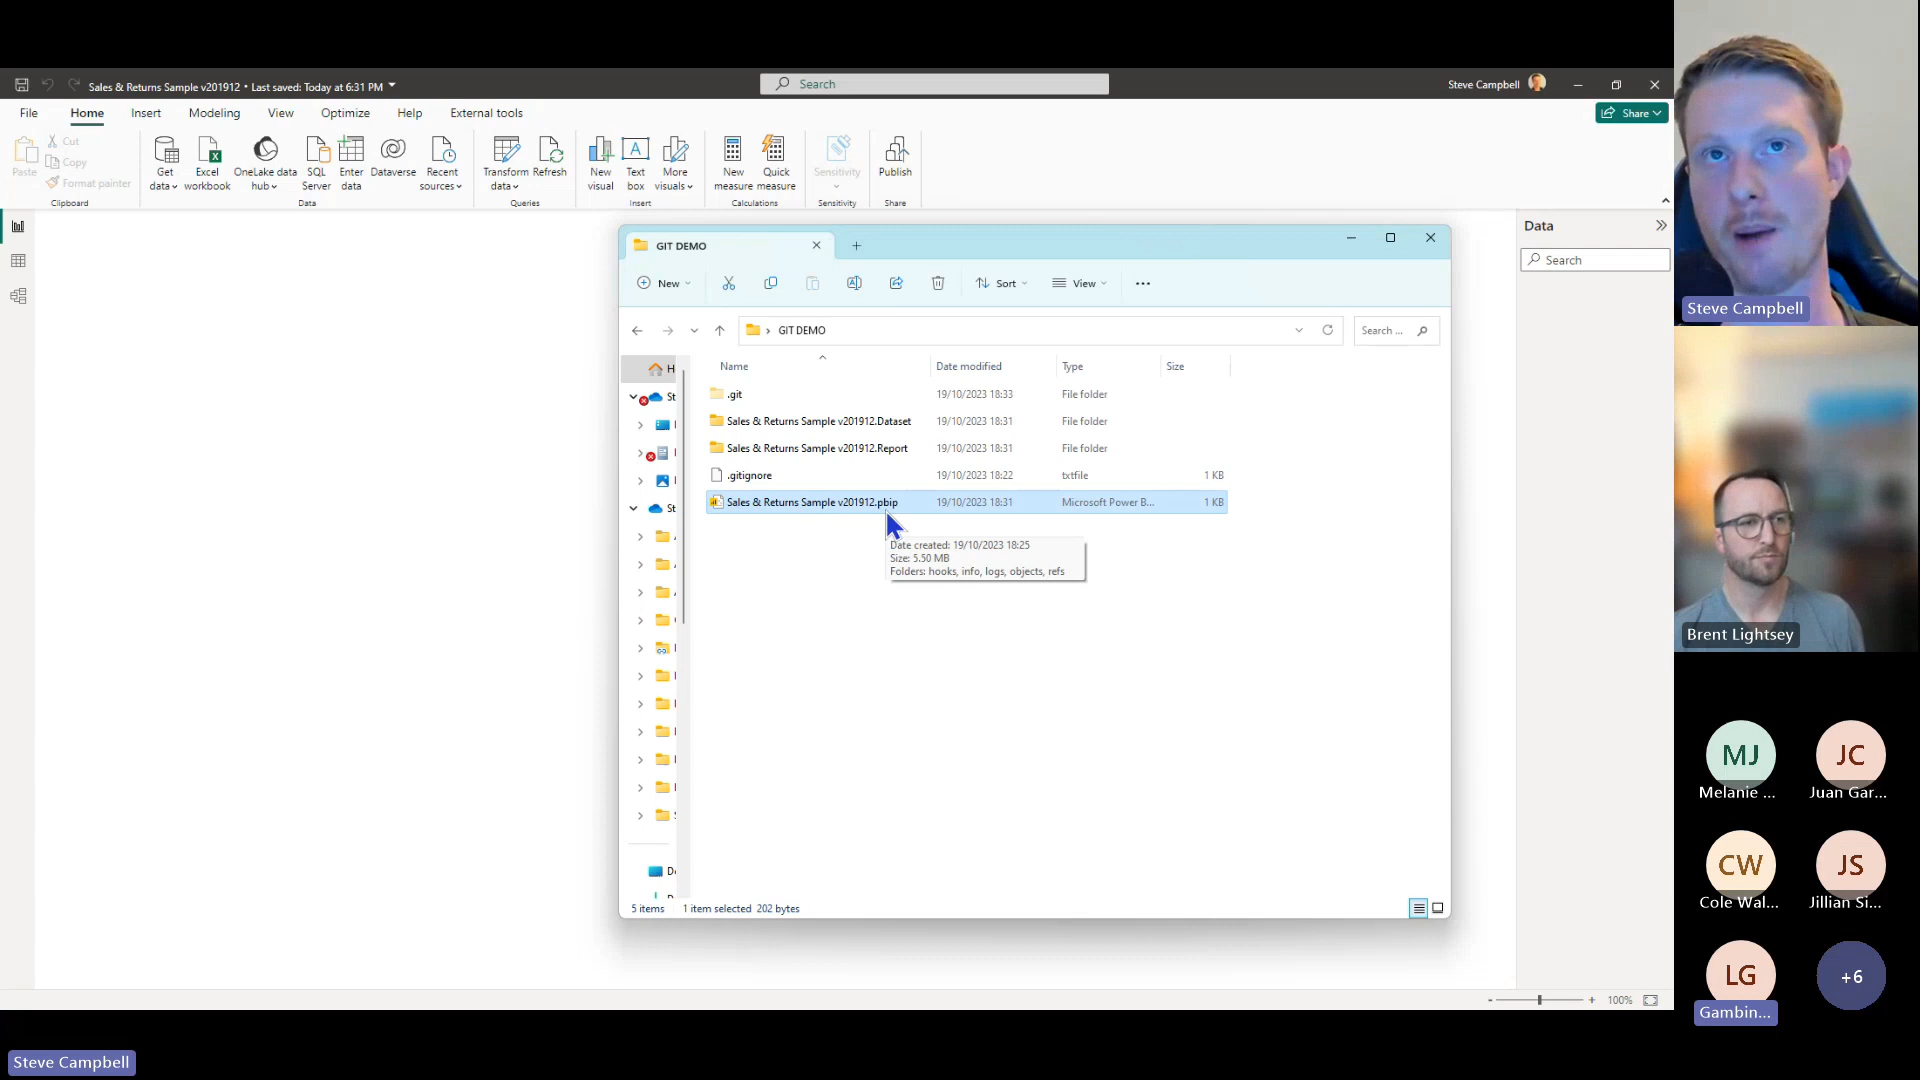 Sales & Returns Sample v201912 • Last saved: Today at 6:31 PM
Search
Steve Campbell
File
Home
Insert
Modeling
View
Optimize
Help
External tools
Share
Paste
Cut
Copy
Format painter
Get data
Excel workbook
OneLake data hub
SQL Server
Enter data
Dataverse
Recent sources
Transform data
Refresh
New visual
Text box
More visuals
New measure
Quick measure
Sensitivity
Publish
Clipboard
Data
Queries
Insert
Calculations
Sensitivity
Share
Data
Search
GIT DEMO
New
Sort
View
GIT DEMO
Search ...
Name
Date modified
Type
Size
.git
19/10/2023 18:33
File folder
Sales & Returns Sample v201912.Dataset
19/10/2023 18:31
File folder
Sales & Returns Sample v201912.Report
19/10/2023 18:31
File folder
.gitignore
19/10/2023 18:22
txtfile
1 KB
Sales & Returns Sample v201912.pbip
19/10/2023 18:31
Microsoft Power B...
1 KB
Date created: 19/10/2023 18:25
Size: 5.50 MB
Folders: hooks, info, logs, objects, refs
5 items
1 item selected 202 bytes
100%
Steve Campbell
Brent Lightsey
MJ
Melanie ...
JC
Juan Gar...
CW
Cole Wal...
JS
Jillian Si...
LG
Gambin...
+6
Steve Campbell